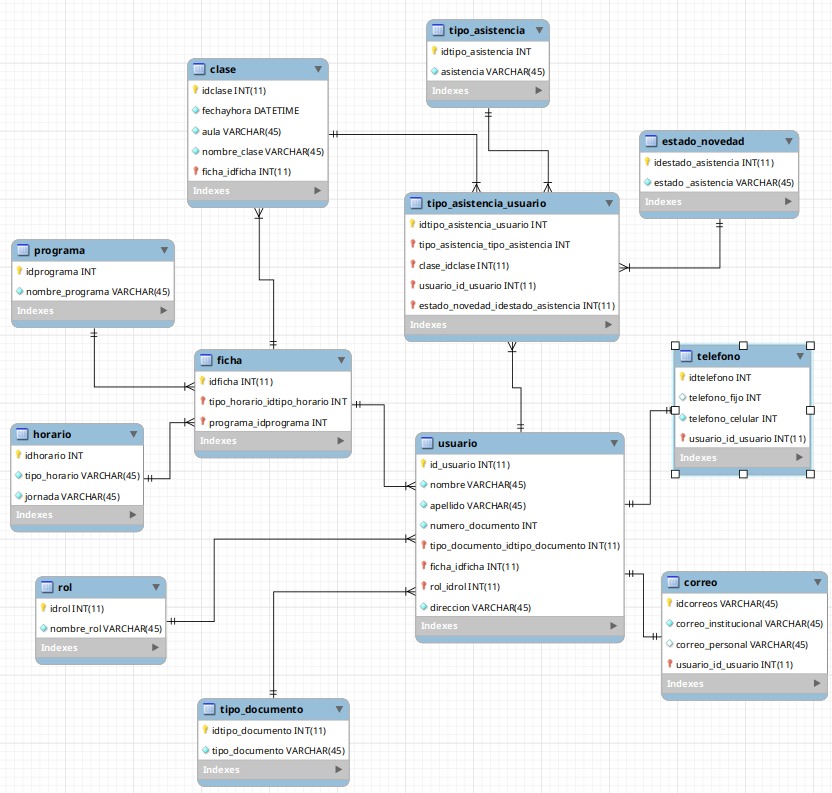 tipo_asistencia
idtipo_asistencia INT
asistencia VARCHAR(45)
Indexes
clase
idclase INT(11)
fechayhora DATETIME
aula VARCHAR(45)
nombre_clase VARCHAR(45)
ficha_idficha INT(11)
Indexes
estado_novedad
idestado_asistencia INT(11)
estado _asistencia VARCHAR(45)
Indexes
tipo_asistencia_usuario
idtipo_asistencia_usuario INT
tipo_asistencia_tipo_asistencia INT
clase_idclase INT(11)
usuario_id_usuario INT(11)
estado_novedad_idestado_asistencia INT(11)
Indexes
programa
idprograma INT
nombre_programa VARCHAR(45)
Indexes
ficha
idficha INT(11)
tipo_horario_idtipo_horario INT
programa_idprograma INT
Indexes
telefono
idtelefono INT
telefono_fijo INT
telefono_celular INT
usuario_id_usuario INT(11)
Indexes
horario
idhorario INT
tipo_horario VARCHAR(45)
jornada VARCHAR(45)
Indexes
usuario
id_usuario INT(11)
nombre VARCHAR(45)
apellido VARCHAR(45)
numero_documento INT
tipo_documento_idtipo_documento INT(11)
ficha_idficha INT(11)
rol_idrol INT(11)
direccion VARCHAR(45)
Indexes
rol
idrol INT(11)
nombre_rol VARCHAR(45)
Indexes
correo
idcorreos VARCHAR(45)
correo_institucional VARCHAR(45)
correo_personal VARCHAR(45)
usuario_id_usuario INT(11)
Indexes
tipo_documento
idtipo_documento INT(11)
tipo_documento VARCHAR(45)
Indexes